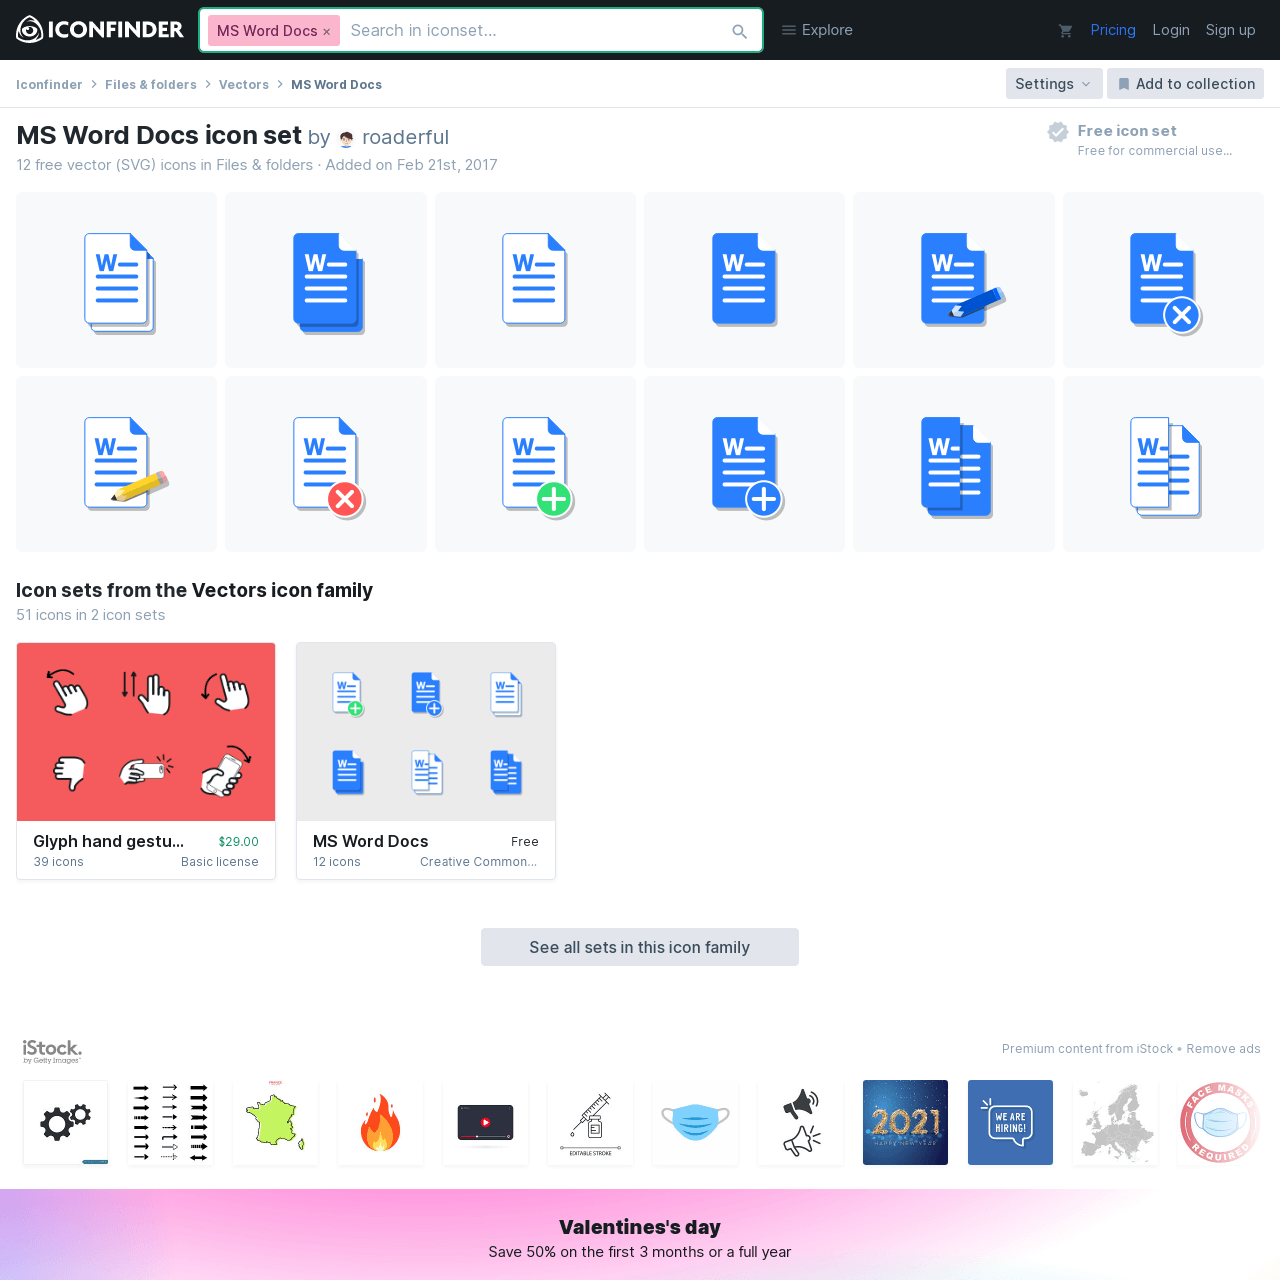 ICONFINDER
MS Word Docs ×
Search in iconset...
Explore
Pricing
Login
Sign up
Iconfinder > Files & folders > Vectors > MS Word Docs
Settings
Add to collection
MS Word Docs icon set by roaderful
12 free vector (SVG) icons in Files & folders · Added on Feb 21st, 2017
Free icon set
Free for commercial use...
W W W W W W
W W W W W W
Icon sets from the Vectors icon family
51 icons in 2 icon sets
W W W
W W W
Glyph hand gestu... $29.00
39 icons Basic license
MS Word Docs Free
12 icons Creative Common...
See all sets in this icon family
iStock.
by Getty Images
Premium content from iStock • Remove ads
EDITABLE STROKE
2021
HAPPY NEW YEAR
WE ARE
HIRING!
FACE MASKS
REQUIRED
Valentines's day
Save 50% on the first 3 months or a full year